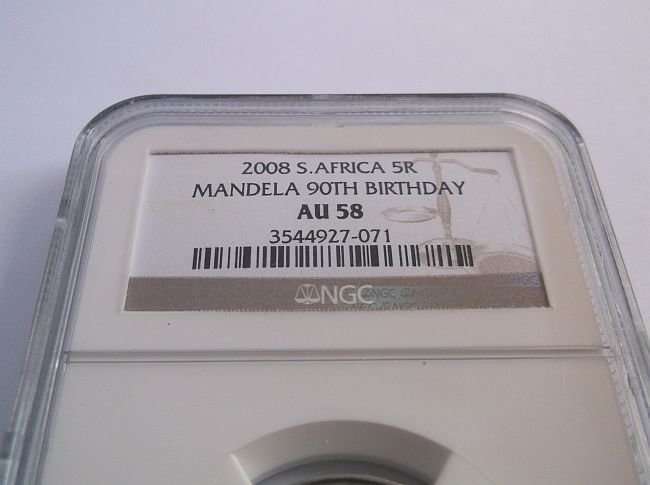 2008 S.AFRICA 5R
MANDELA 90TH BIRTHDAY
AU 58
3544927-071
NGC